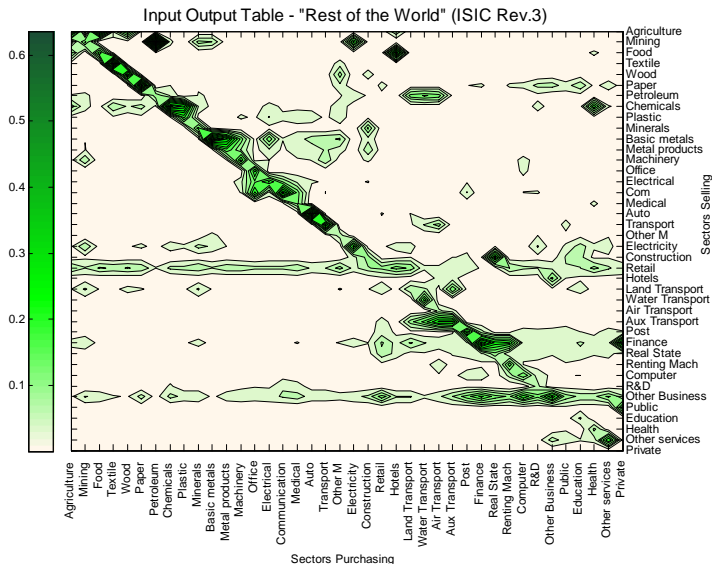 Input Output Table - "Rest of the World" (ISIC Rev.3)
0.6
0.5
0.4
0.3
0.2
0.1
Agriculture
Mining
Food
Textile
Wood
Paper
Petroleum
Chemicals
Plastic
Minerals
Basic metals
Metal products
Machinery
Office
Electrical
Com
Medical
Auto
Transport
Other M
Electricity
Construction
Retail
Hotels
Land Transport
Water Transport
Air Transport
Aux Transport
Post
Finance
Real State
Renting Mach
Computer
R&D
Other Business
Public
Education
Health
Other services
Private
Sectors Selling
Agriculture
Mining
Food
Textile
Wood
Paper
Petroleum
Chemicals
Plastic
Minerals
Basic metals
Metal products
Machinery
Office
Electrical
Communication
Medical
Auto
Transport
Other M
Electricity
Construction
Retail
Hotels
Land Transport
Water Transport
Air Transport
Aux Transport
Post
Finance
Real State
Renting Mach
Computer
R&D
Other Business
Public
Education
Health
Other services
Private
Sectors Purchasing